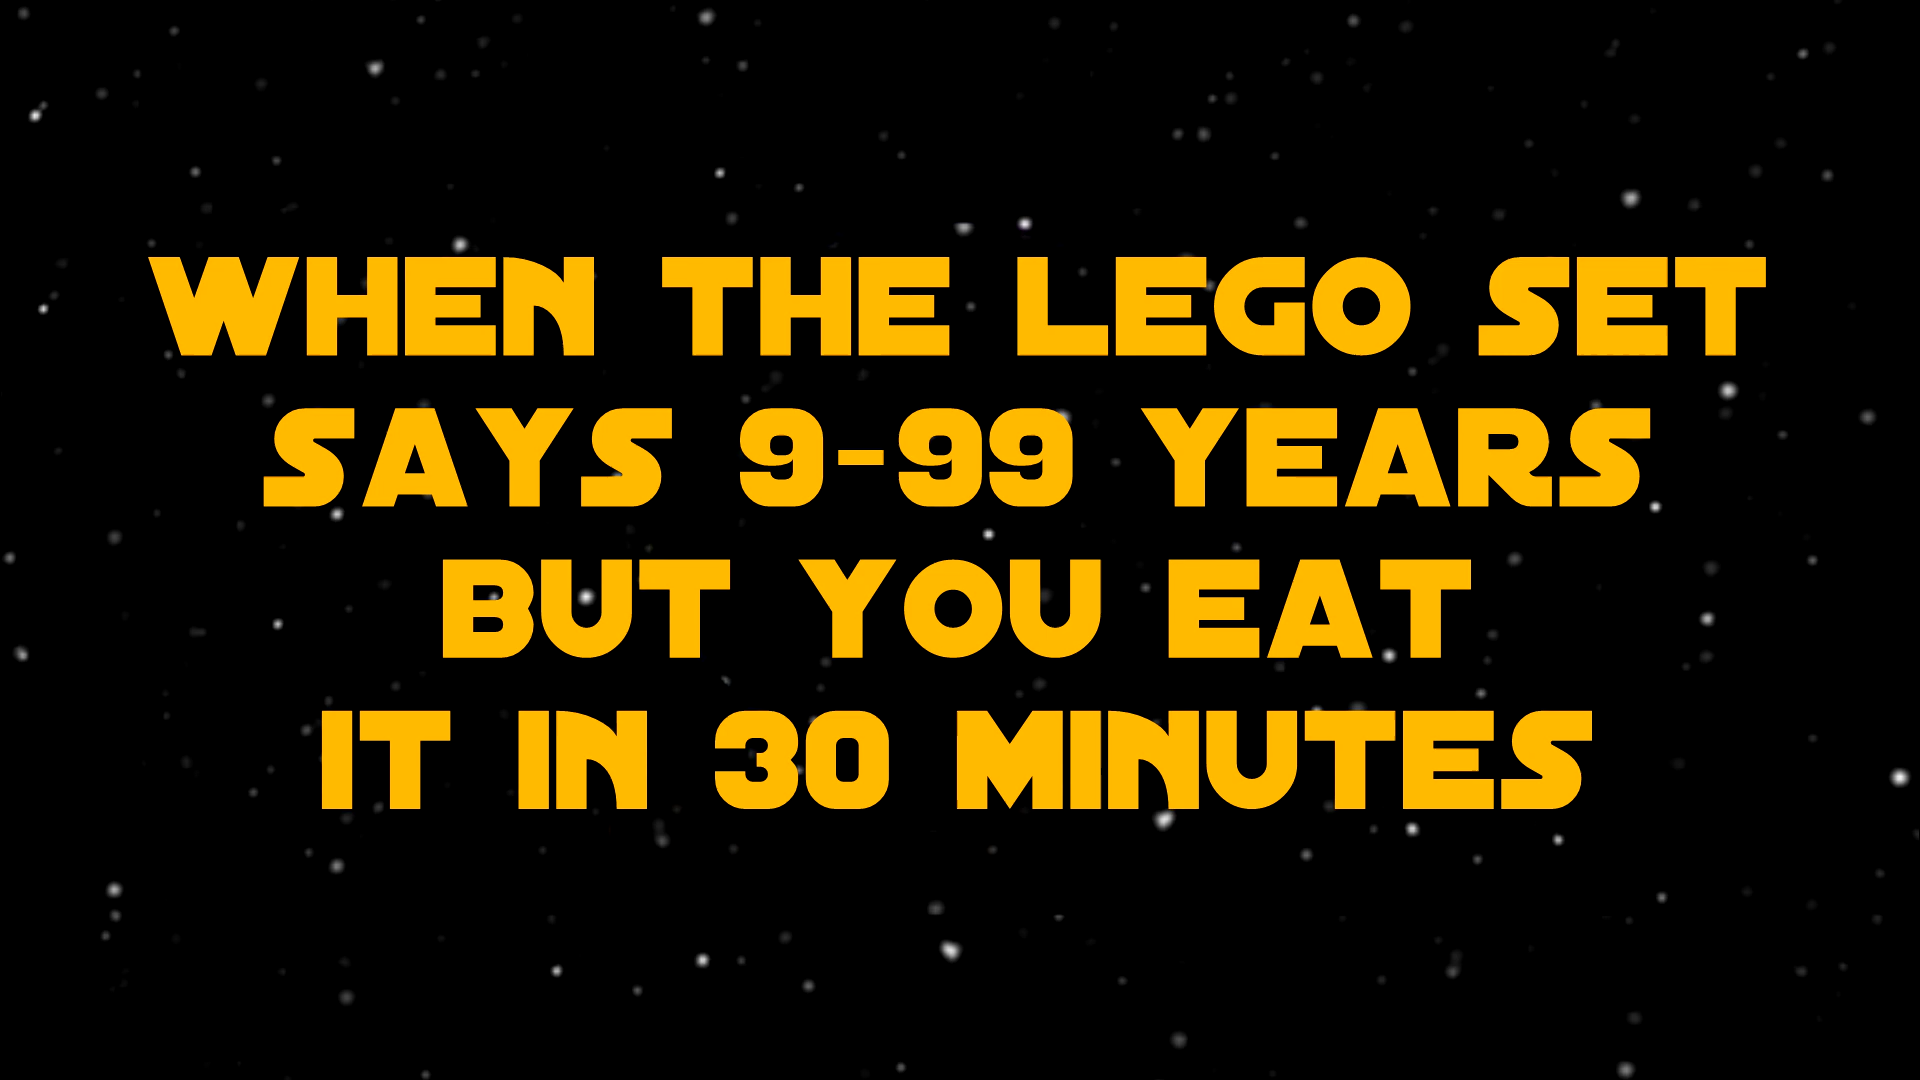 WHEN THE LEGO SET
SAYS 9-99 YEARS
BUT YOU EAT
IT IN 30 MINUTES